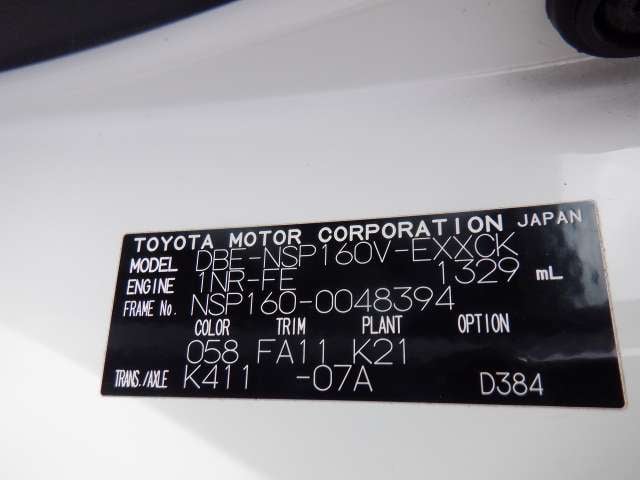 TOYOTA MOTOR CORPORATION JAPAN
MODEL DBE-NSP160V-EXXCK
ENGINE 1NR-FE 1329 mL
FRAME No. NSP160-0048394
COLOR TRIM PLANT OPTION
058 FA11 K21
TRANS./AXLE K411 -07A D384